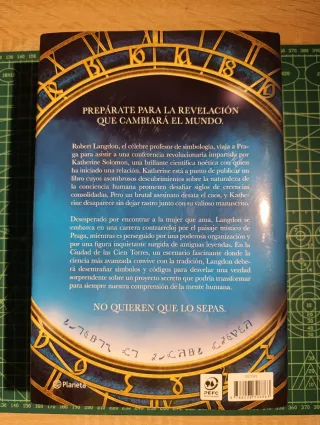 PREPÁRATE PARA LA REVELACIÓN
QUE CAMBIARÁ EL MUNDO.
Robert Langdon, el célebre profesor de simbología, viaja a Pra-
ga para asistir a una conferencia revolucionaria impartida por
Katherine Solomon, una brillante científica noética con quien
ha iniciado una relación. Katherine está a punto de publicar un
libro cuyos asombrosos descubrimientos sobre la naturaleza de
la conciencia humana prometen desafiar siglos de creencias
consolidadas. Pero un brutal asesinato desata el caos, y Kathe-
rine desaparece sin dejar rastro junto con su valioso manuscrito.
Desesperado por encontrar a la mujer que ama, Langdon se
embarca en una carrera contrarreloj por el paisaje místico de
Praga, mientras es perseguido por una poderosa organización y
por una figura inquietante surgida de antiguas leyendas. En la
Ciudad de las Cien Torres, un escenario fascinante donde la
ciencia más avanzada convive con la tradición, Langdon debe-
rá desentrañar símbolos y códigos para desvelar una verdad
sorprendente sobre un proyecto secreto que podría transformar
para siempre nuestra comprensión de la mente humana.
NO QUIEREN QUE LO SEPAS.
Planeta
PEFC